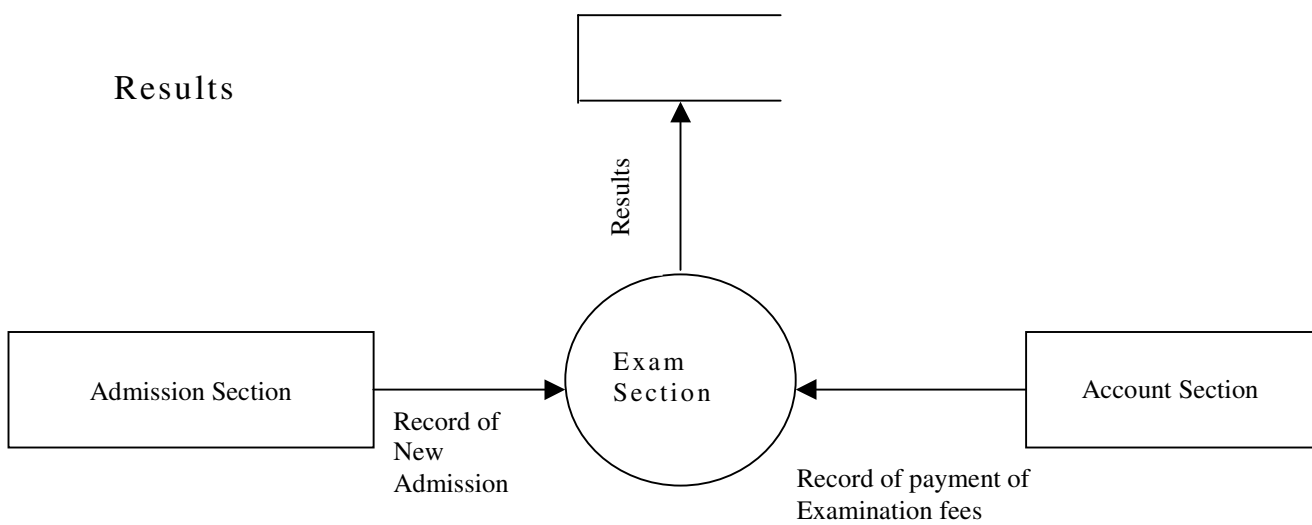 Results
Results
Exam
Section
Admission Section
Account Section
Record of
New
Admission
Record of payment of
Examination fees